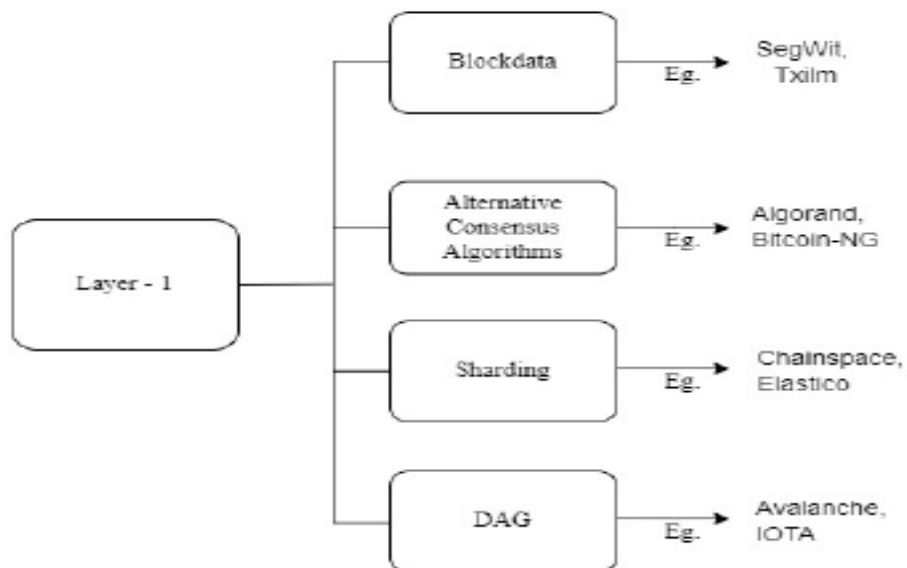 Blockdata
Eg.
SegWit,
Txilm
Alternative
Consensus
Algorithms
Eg.
Algorand,
Bitcoin-NG
Layer - 1
Sharding
Eg.
Chainspace,
Elastico
DAG
Eg.
Avalanche,
IOTA